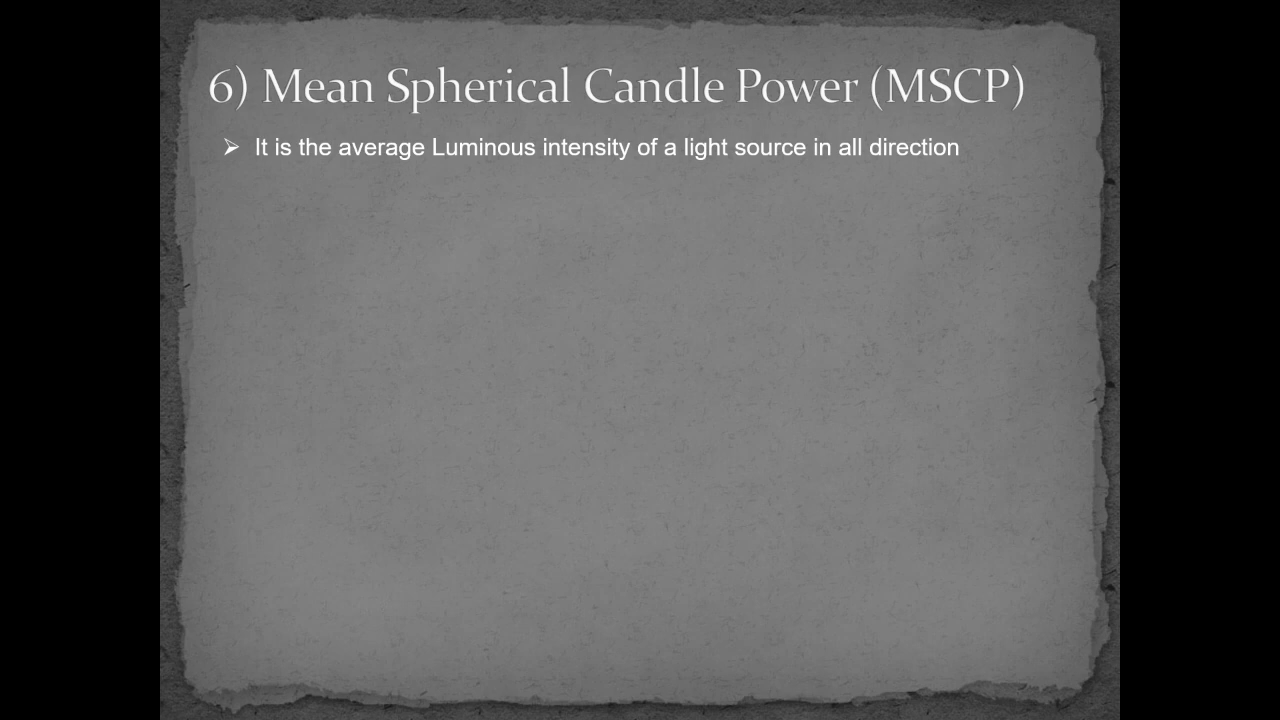 6) Mean Spherical Candle Power (MSCP)
➢ It is the average Luminous intensity of a light source in all direction